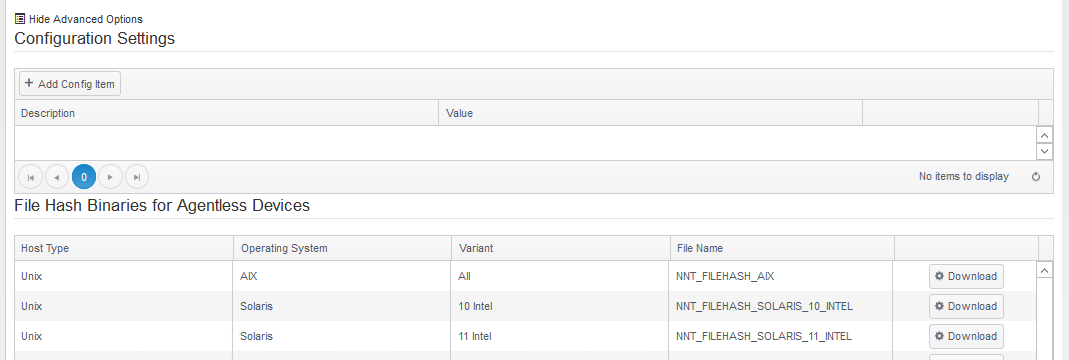 Hide Advanced Options
Configuration Settings
+ Add Config Item
Description Value
0 No items to display
File Hash Binaries for Agentless Devices
Host Type Operating System Variant File Name
Unix AIX All NNT_FILEHASH_AIX Download
Unix Solaris 10 Intel NNT_FILEHASH_SOLARIS_10_INTEL Download
Unix Solaris 11 Intel NNT_FILEHASH_SOLARIS_11_INTEL Download